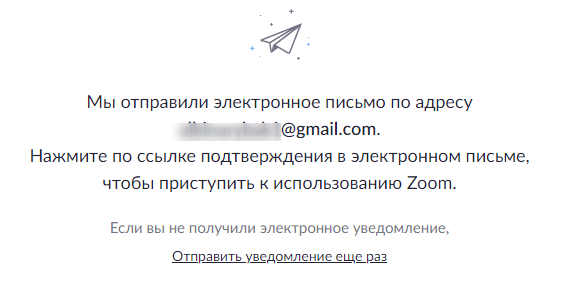 Мы отправили электронное письмо по адресу
@gmail.com.
Нажмите по ссылке подтверждения в электронном письме,
чтобы приступить к использованию Zoom.
Если вы не получили электронное уведомление,
Отправить уведомление еще раз